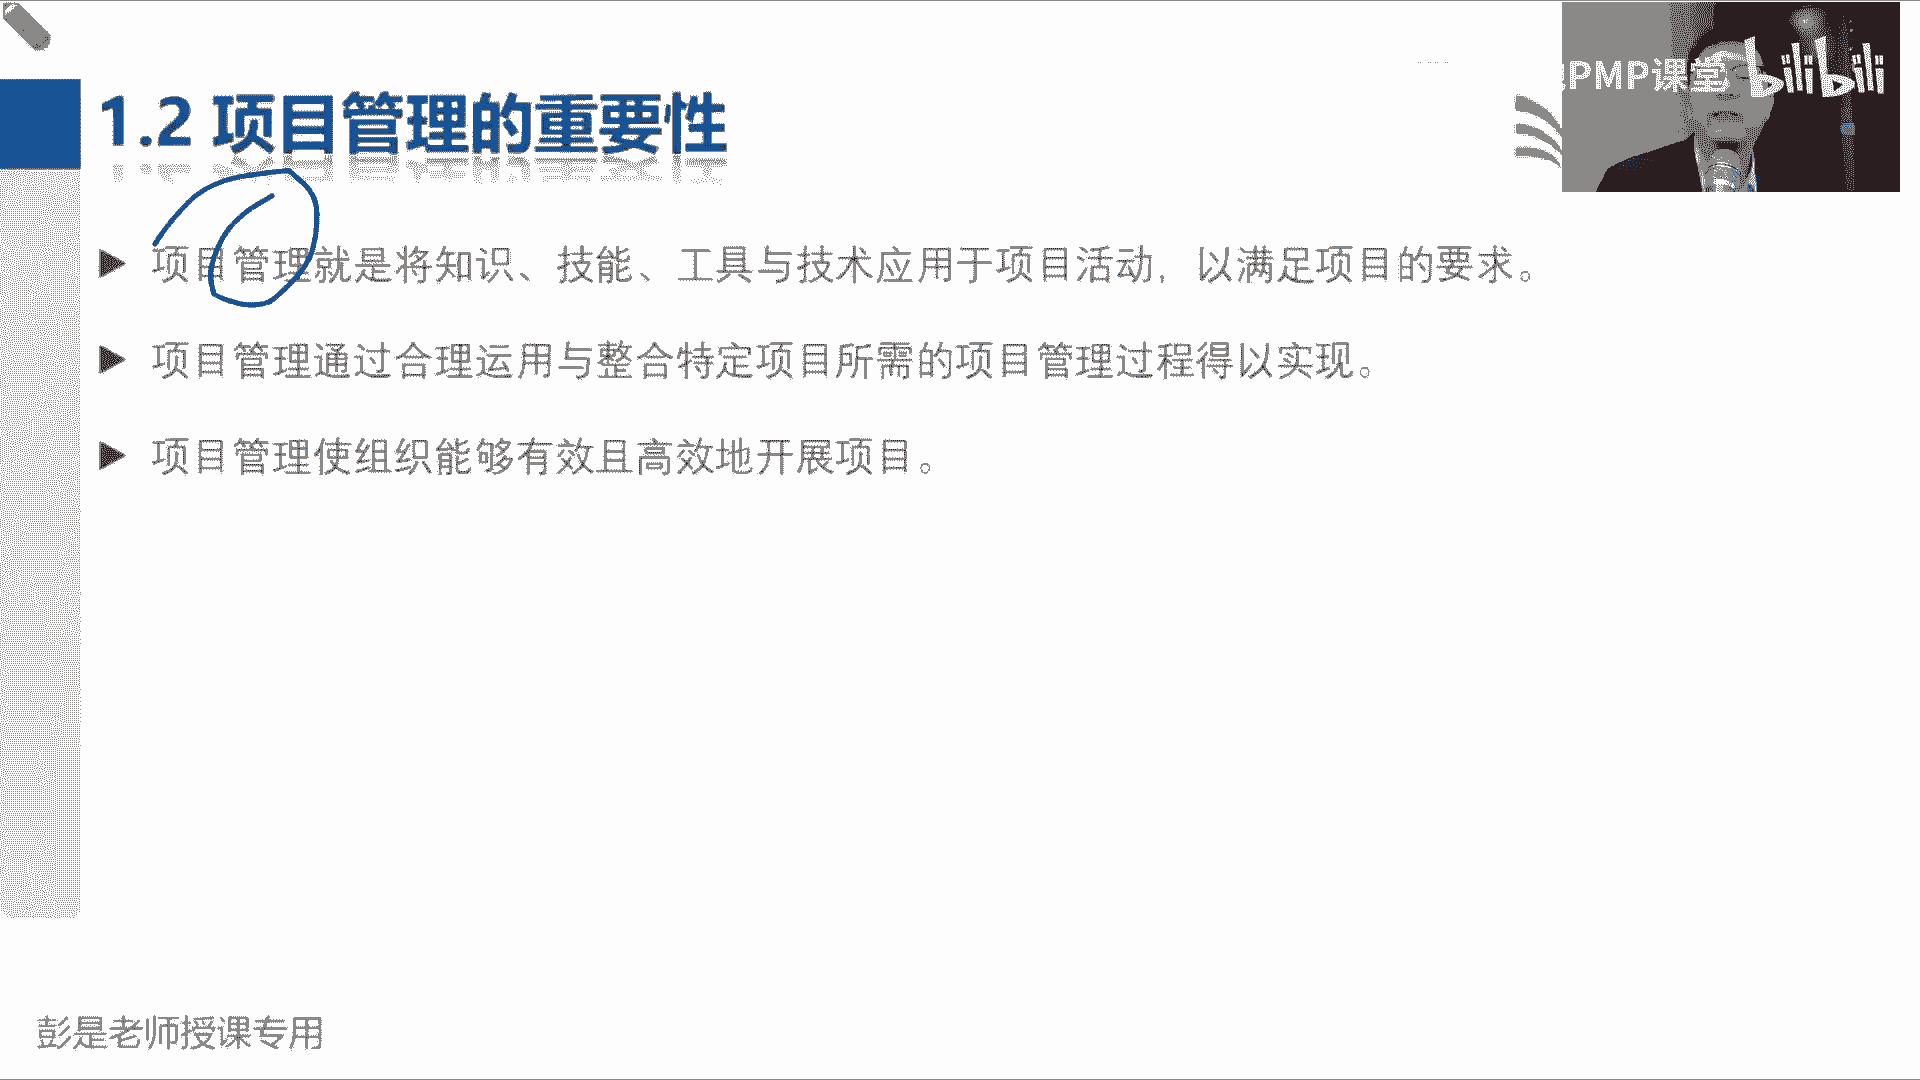 PMP课堂 bilibili
1.2 项目管理的重要性
项目管理就是将知识、技能、工具与技术应用于项目活动，以满足项目的要求。
项目管理通过合理运用与整合特定项目所需的项目管理过程得以实现。
项目管理使组织能够有效且高效地开展项目。
彭是老师授课专用